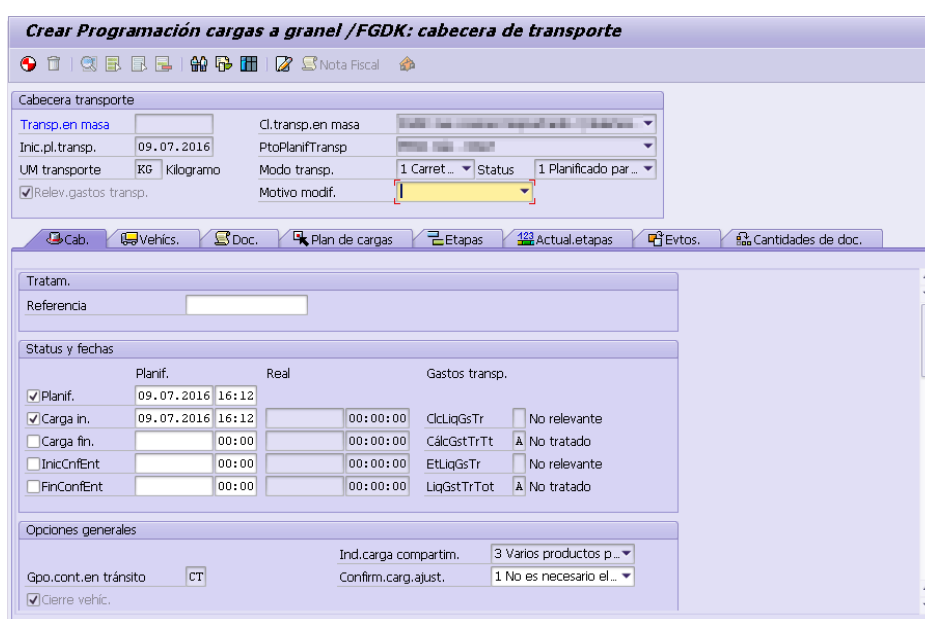 Crear Programación cargas a granel /FGDK: cabecera de transporte
Nota Fiscal
Cabecera transporte
Transp.en masa Cl.transp.en masa
Inic.pl.transp. 09.07.2016 PtoPlanifTransp
UM transporte KG Kilogramo Modo transp. 1 Carret... Status 1 Planificado par...
Relev.gastos transp. Motivo modif.
Cab. Vehícs. Doc. Plan de cargas Etapas 123 Actual.etapas Evtos. Cantidades de doc.
Tratam.
Referencia
Status y fechas
Planif. Real Gastos transp.
Planif. 09.07.2016 16:12
Carga in. 09.07.2016 16:12 00:00:00 ClcLiqGsTr No relevante
Carga fin. 00:00 00:00:00 CálcGstTrTt A No tratado
InicCnfEnt 00:00 00:00:00 EtLiqGsTr No relevante
FinConfEnt 00:00 00:00:00 LiqGstTrTot A No tratado
Opciones generales
Ind.carga compartim. 3 Varios productos p...
Gpo.cont.en tránsito CT Confirm.carg.ajust. 1 No es necesario el...
Cierre vehíc.